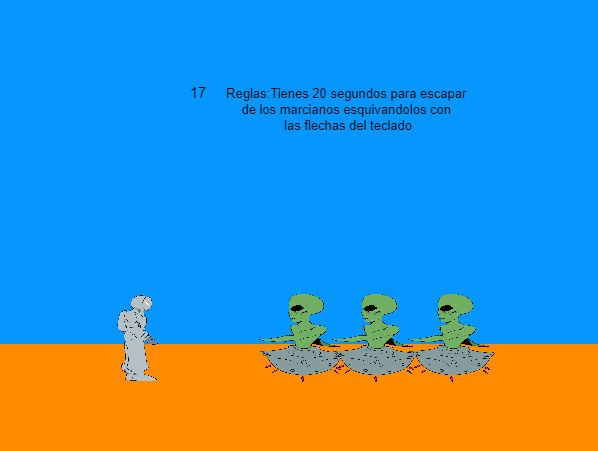 17 Reglas:Tienes 20 segundos para escapar
de los marcianos esquivandolos con
las flechas del teclado